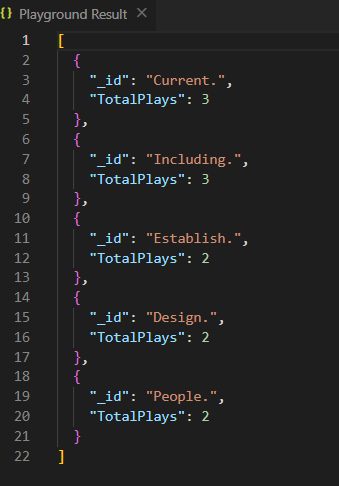 {} Playground Result ×
1 [
2 {
3 "_id": "Current.",
4 "TotalPlays": 3
5 },
6 {
7 "_id": "Including.",
8 "TotalPlays": 3
9 },
10 {
11 "_id": "Establish.",
12 "TotalPlays": 2
13 },
14 {
15 "_id": "Design.",
16 "TotalPlays": 2
17 },
18 {
19 "_id": "People.",
20 "TotalPlays": 2
21 }
22 ]